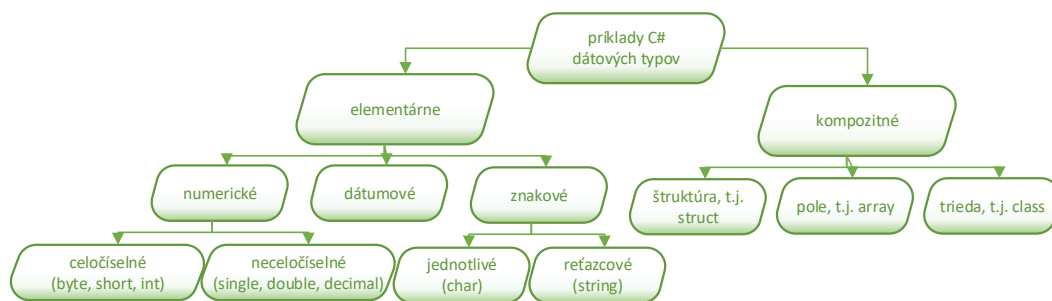 príklady C#
dátových typov
elementárne
kompozitné
numerické
dátumové
znakové
štruktúra, t.j.
struct
pole, t.j. array
trieda, t.j. class
celočíselné
(byte, short, int)
neceločíselné
(single, double, decimal)
jednotlivé
(char)
reťazcové
(string)